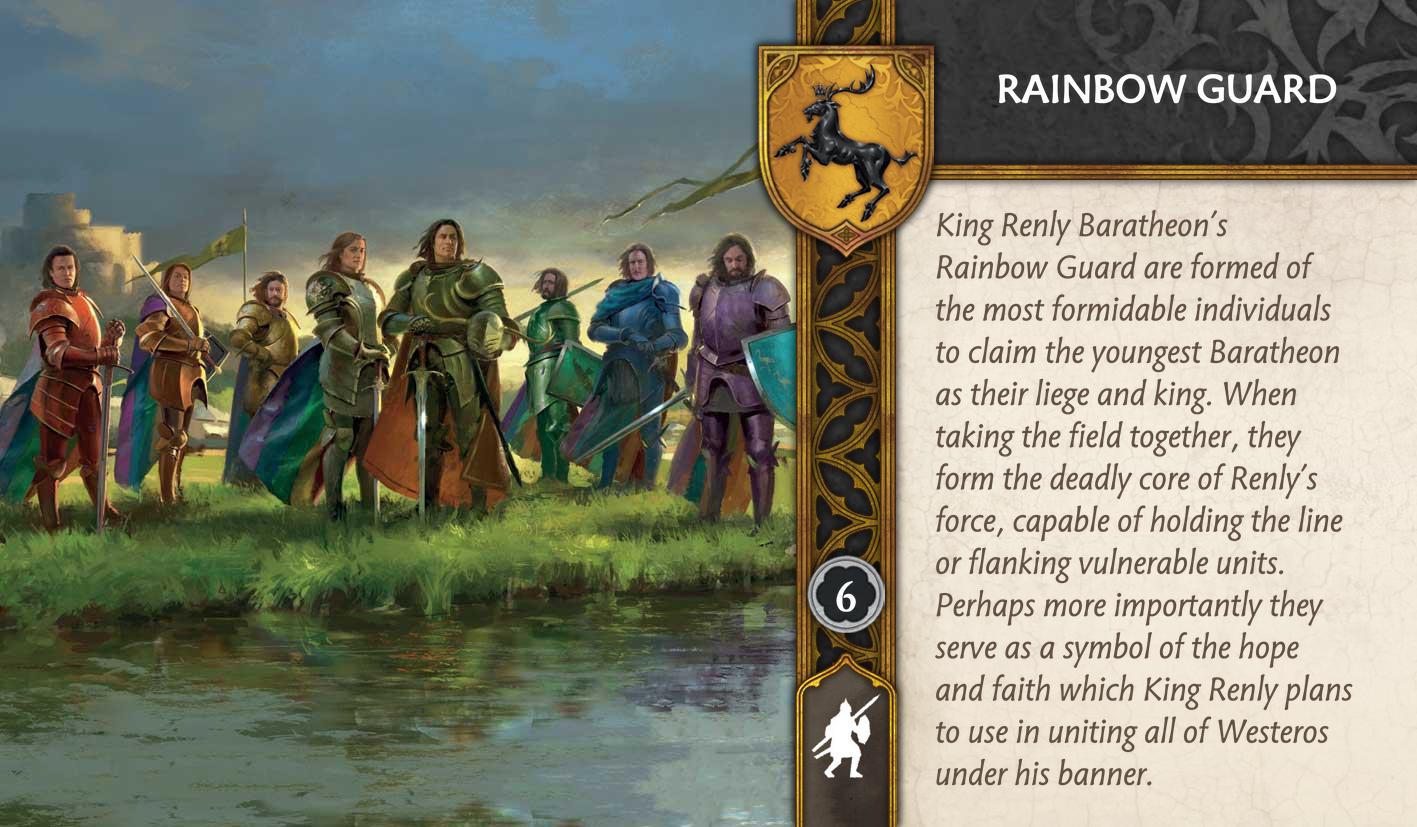 RAINBOW GUARD
King Renly Baratheon’s
Rainbow Guard are formed of
the most formidable individuals
to claim the youngest Baratheon
as their liege and king. When
taking the field together, they
form the deadly core of Renly’s
force, capable of holding the line
or flanking vulnerable units.
Perhaps more importantly they
serve as a symbol of the hope
and faith which King Renly plans
to use in uniting all of Westeros
under his banner.
6